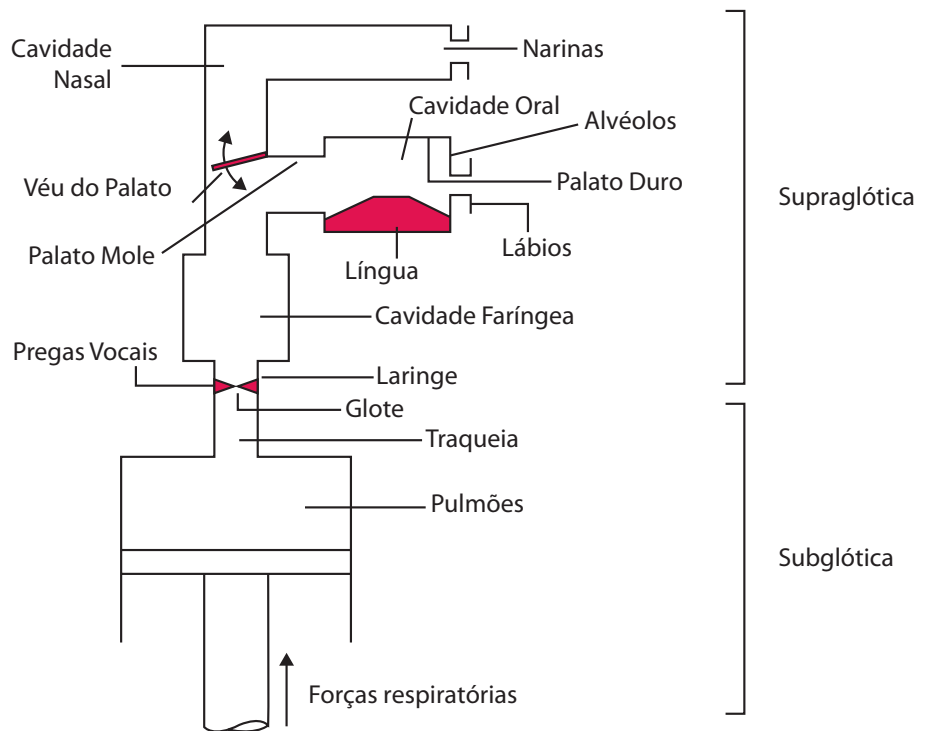 Cavidade
Nasal
Narinas
Cavidade Oral
Alvéolos
Véu do Palato
Palato Duro
Supraglótica
Palato Mole
Lábios
Língua
Cavidade Faríngea
Pregas Vocais
Laringe
Glote
Traqueia
Pulmões
Subglótica
Forças respiratórias